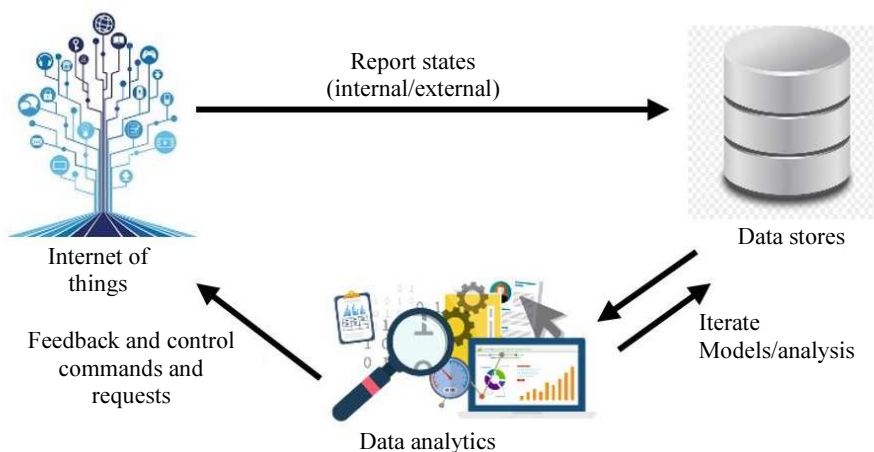 Report states
(internal/external)
Data stores
Internet of
things
Iterate
Models/analysis
Feedback and control
commands and
requests
Data analytics